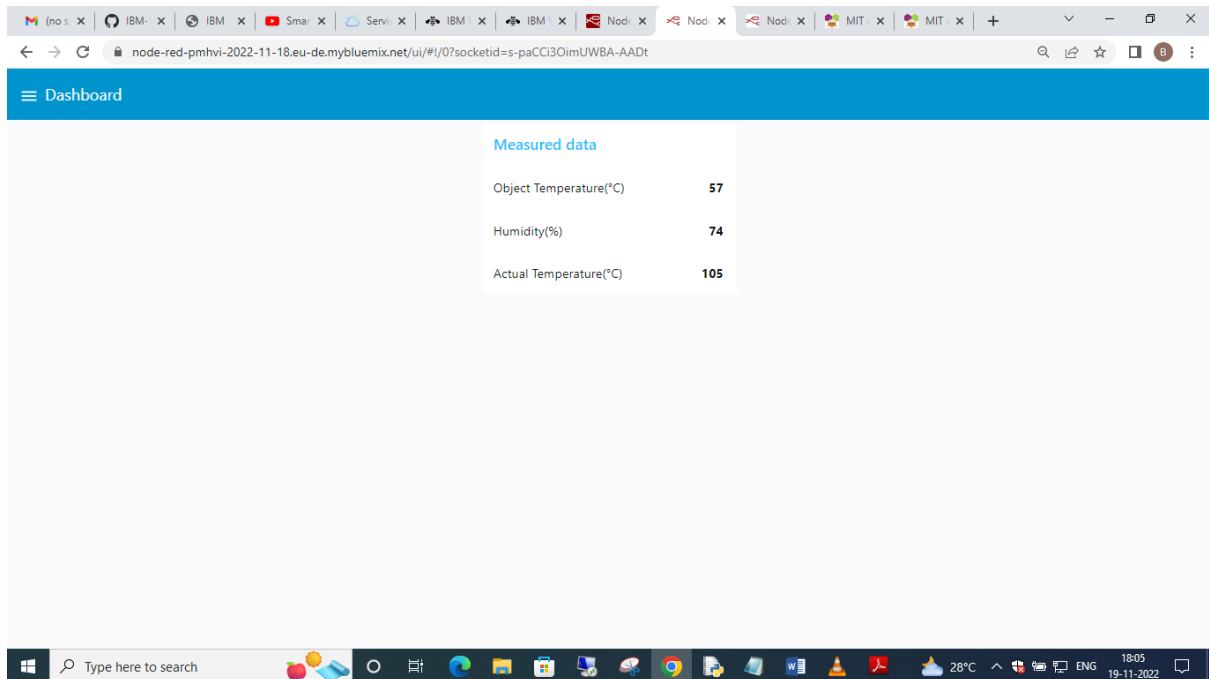 (no s
IBM-
IBM
Smar
Servi
IBM
IBM
Node
Node
Node
MIT
MIT
node-red-pmhvi-2022-11-18.eu-de.mybluemix.net/ui/#!/0?socketid=s-paCCi3OimUWBA-AADt
B
Dashboard
Measured data
Object Temperature(°C) 57
Humidity(%) 74
Actual Temperature(°C) 105
Type here to search
28°C
ENG
18:05
19-11-2022